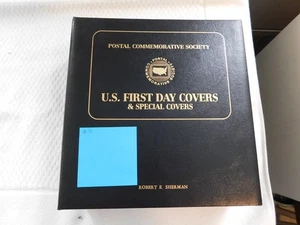 POSTAL COMMEMORATIVE SOCIETY
U.S. FIRST DAY COVERS
& SPECIAL COVERS
ROBERT E. SHERMAN